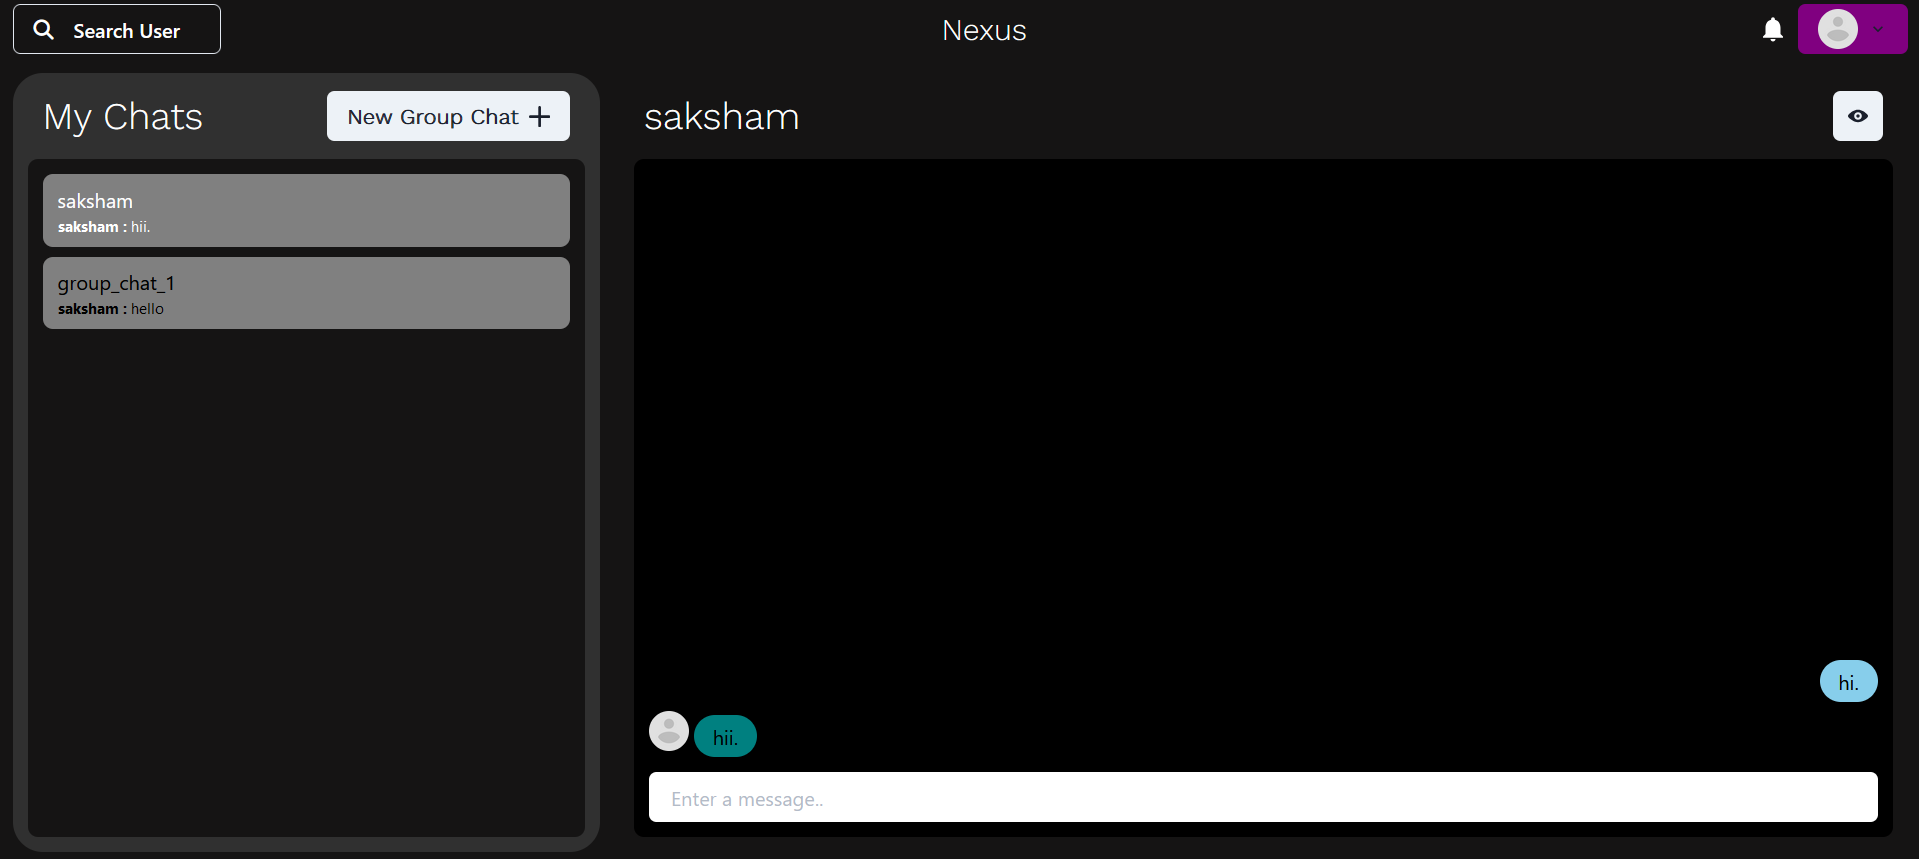 Search User
Nexus
My Chats
New Group Chat
saksham
saksham : hii.
group_chat_1
saksham : hello
saksham
hi.
hii.
Enter a message..